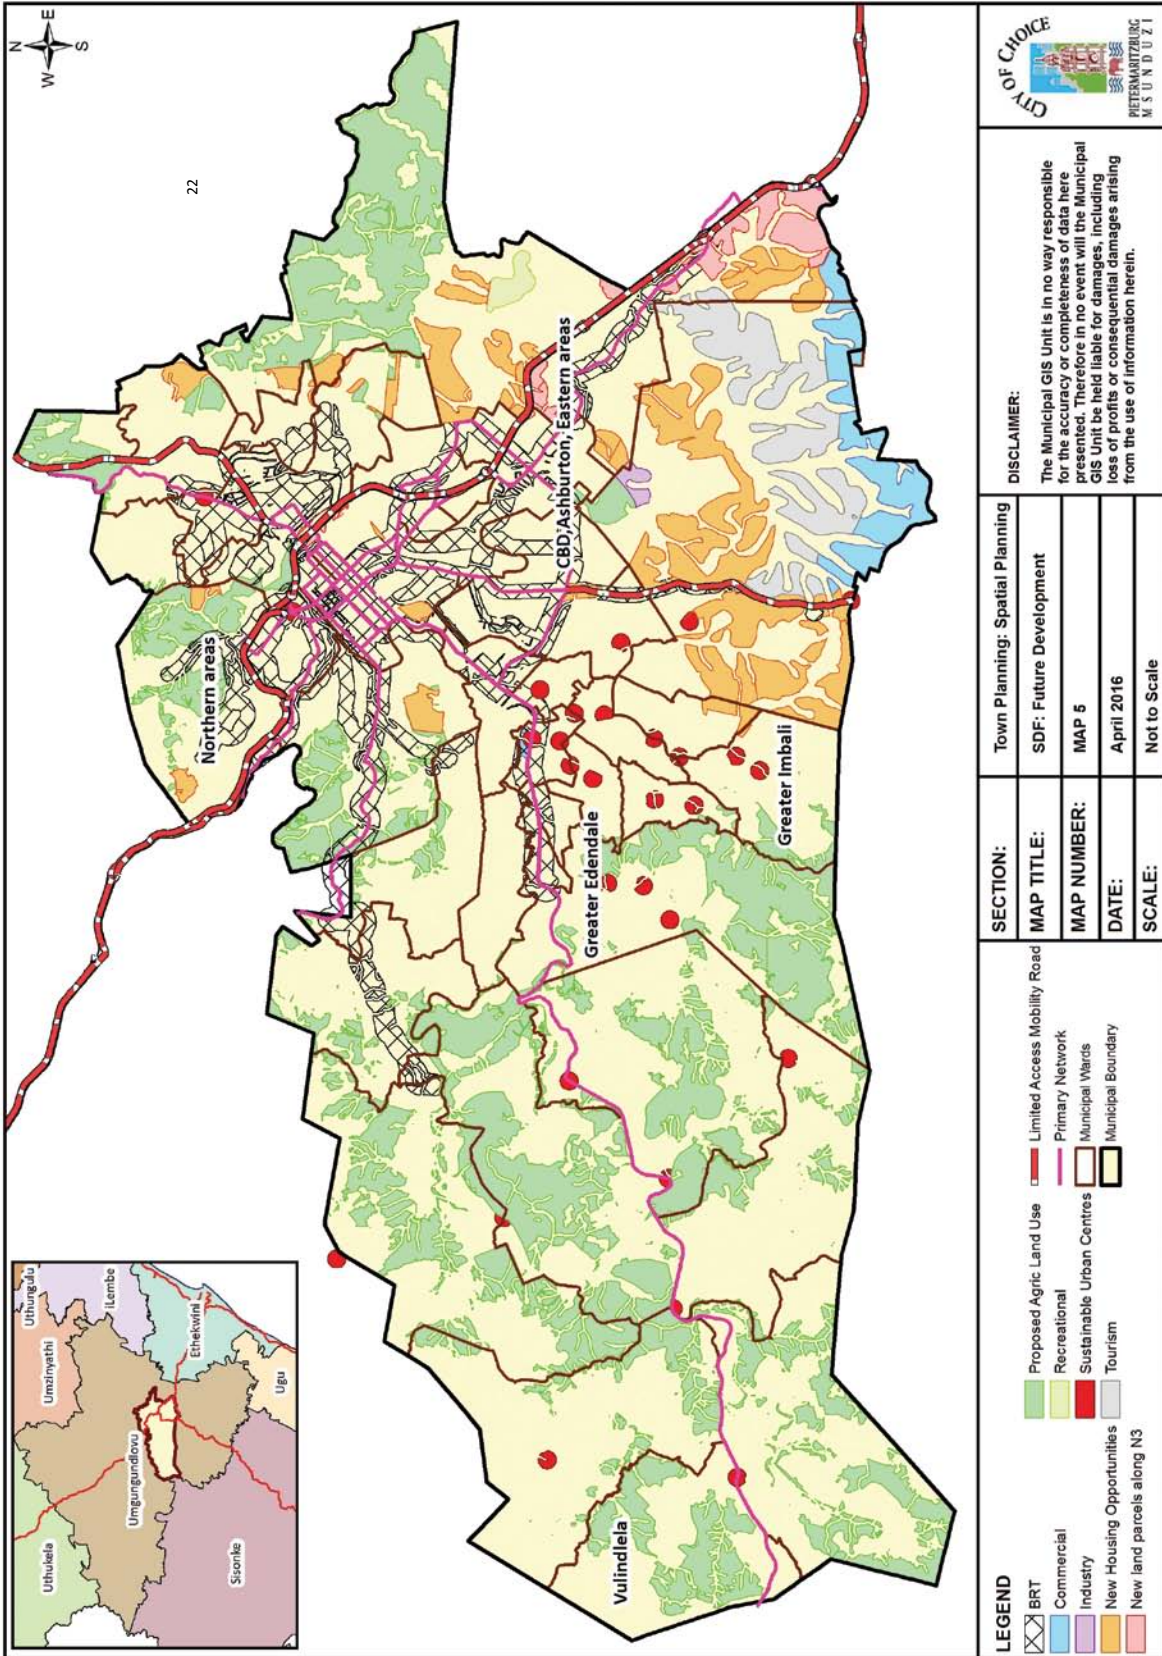 N
W
E
S
22
Uthungulu
Umzinyathi
iLembe
Uthukela
Umgungundlovu
Ethekwini
Ugu
Sisonke
Northern areas
CBD, Ashburton, Eastern areas
Greater Edendale
Greater Imbali
Vulindlela
LEGEND
BRT
Commercial
Industry
New Housing Opportunities
New land parcels along N3
Proposed Agric Land Use
Recreational
Sustainable Urban Centres
Tourism
Limited Access Mobility Road
Primary Network
Municipal Wards
Municipal Boundary
SECTION:
Town Planning: Spatial Planning
MAP TITLE:
SDF: Future Development
MAP NUMBER:
MAP 5
DATE:
April 2016
SCALE:
Not to Scale
DISCLAIMER:
The Municipal GIS Unit is in no way responsible
for the accuracy or completeness of data here
presented. Therefore in no event will the Municipal
GIS Unit be held liable for damages, including
loss of profits or consequential damages arising
from the use of information herein.
CITY OF CHOICE
PIETERMARITZBURG
MSUNDUZI